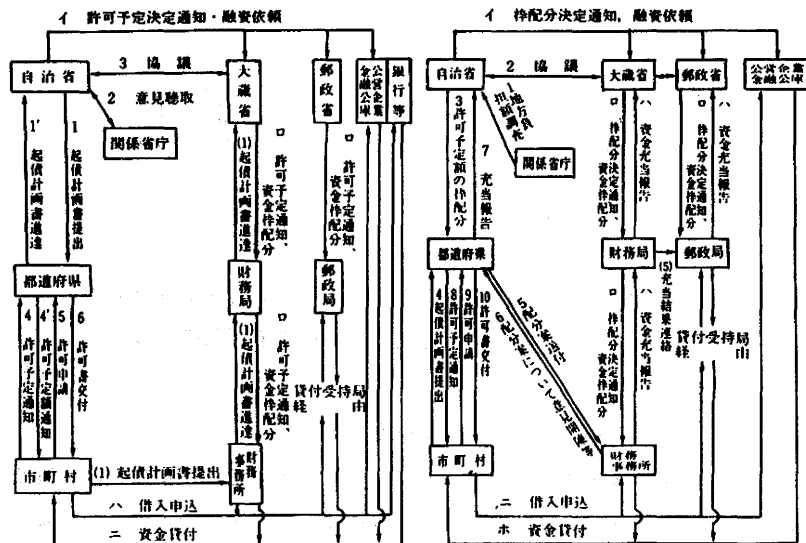 イ 許可予定決定通知・融資依頼
自治省
3 協議
大蔵省
郵政省
公営企業金融公庫
銀行等
2 意見聴取
関係省庁
1' 起債計画書進達
1 起債計画書提出
(1) 起債計画書進達
ロ 許可予定通知、資金枠配分
ロ 許可予定通知、資金枠配分
都道府県
財務局
郵政局
4 許可予定通知
4' 許可予定額通知
5 許可申請
6 許可書交付
(1) 起債計画書進達
ロ 許可予定通知、資金枠配分
貸付受持局
経由
市町村
(1) 起債計画書提出
財務事務所
ハ 借入申込
ニ 資金貸付
イ 枠配分決定通知,融資依頼
自治省
2 協議
大蔵省
郵政省
公営企業金融公庫
1 地方負担額調査
関係省庁
3 許可予定額の枠配分
7 充当報告
ロ 枠配分決定通知、資金枠配分
ハ 資金充当報告
ロ 枠配分決定通知、資金枠配分
ハ 資金充当報告
都道府県
財務局
郵政局
(5) 充当結果連絡
4 起債計画書提出
8 許可予定通知
9 許可申請
10 許可書交付
5 配分案送付
6 配分案について意見開陳等
ロ 枠配分決定通知、資金枠配分
ハ 資金充当報告
貸付受持局
経由
市町村
財務事務所
ニ 借入申込
ホ 資金貸付